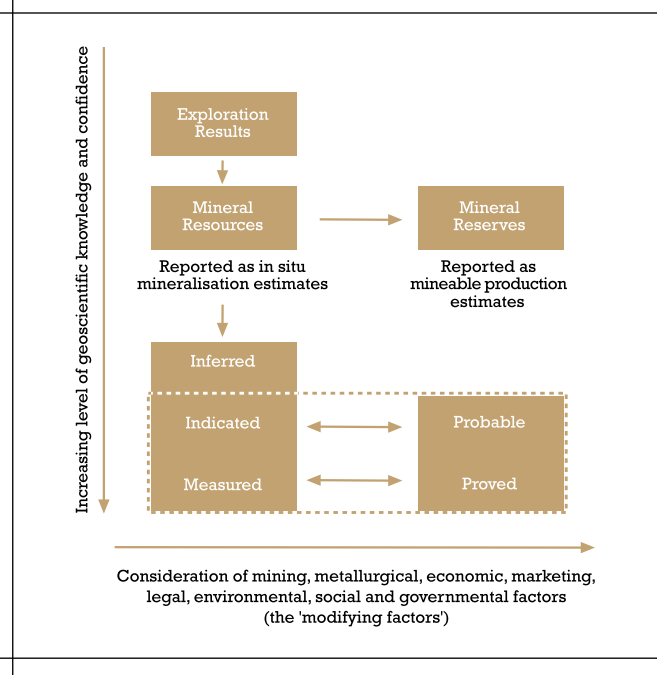 Increasing level of geoscientific knowledge and confidence
Exploration
Results
Mineral
Resources
Mineral
Reserves
Reported as in situ
mineralisation estimates
Reported as
mineable production
estimates
Inferred
Indicated
Probable
Measured
Proved
Consideration of mining, metallurgical, economic, marketing,
legal, environmental, social and governmental factors
(the 'modifying factors')